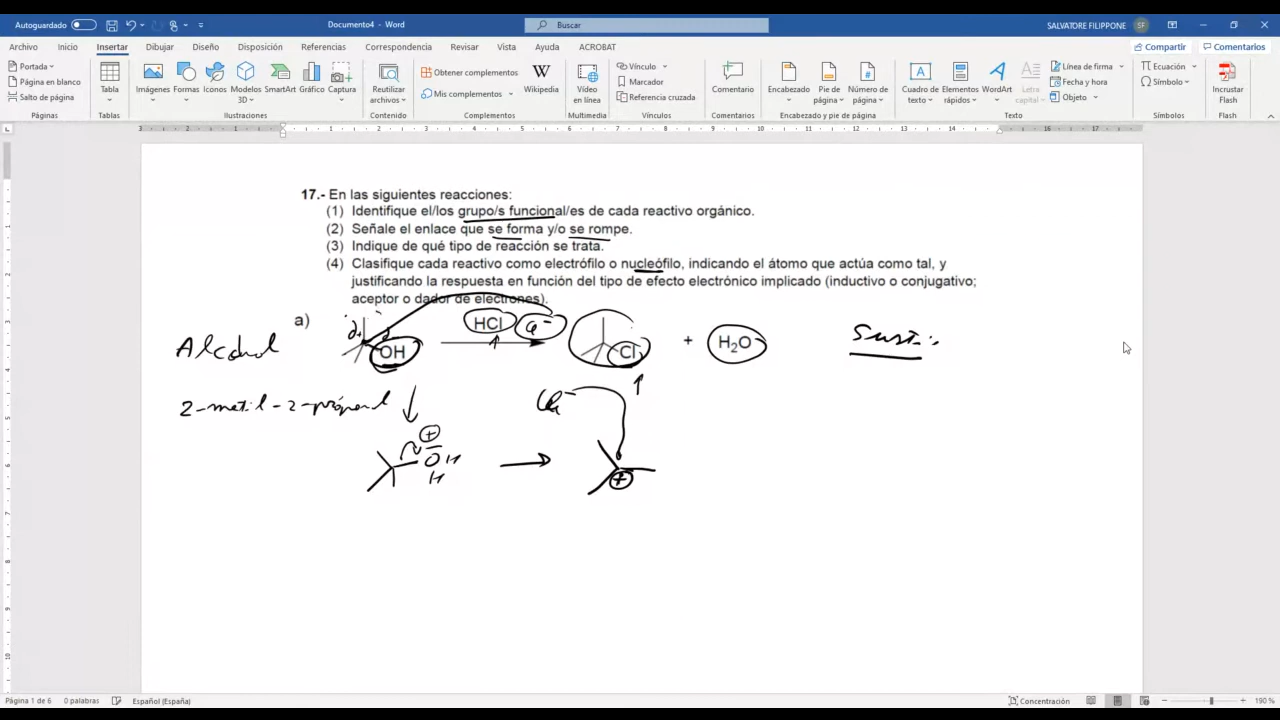 Autoguardado
Documento4 - Word
Buscar
SALVATORE FILIPPONE
SF
Archivo Inicio Insertar Dibujar Diseño Disposición Referencias Correspondencia Revisar Vista Ayuda ACROBAT
Compartir
Comentarios
Portada
Página en blanco
Salto de página
Páginas
Tabla
Tablas
Imágenes
Formas
Iconos
Modelos 3D
SmartArt
Gráfico
Captura
Ilustraciones
Reutilizar archivos
Contenido
Obtener complementos
Mis complementos
Wikipedia
Complementos
Vídeo en línea
Multimedia
Vínculo
Marcador
Referencia cruzada
Vínculos
Comentario
Comentarios
Encabezado
Pie de página
Número de página
Encabezado y pie de página
Cuadro de texto
Elementos rápidos
WordArt
Letra capital
Línea de firma
Fecha y hora
Objeto
Texto
Ecuación
Símbolo
Símbolos
Incrustar Flash
Flash
17.- En las siguientes reacciones:
(1) Identifique el/los grupo/s funcional/es de cada reactivo orgánico.
(2) Señale el enlace que se forma y/o se rompe.
(3) Indique de qué tipo de reacción se trata.
(4) Clasifique cada reactivo como electrófilo o nucleófilo, indicando el átomo que actúa como tal, y
justificando la respuesta en función del tipo de efecto electrónico implicado (inductivo o conjugativo;
aceptor o dador de electrones).
a)
Alcohol
OH
HCl
Cl
+
H2O
2-metil-2-propanol
+
OH
H
+
Página 1 de 6
0 palabras
Español (España)
Concentración
190 %